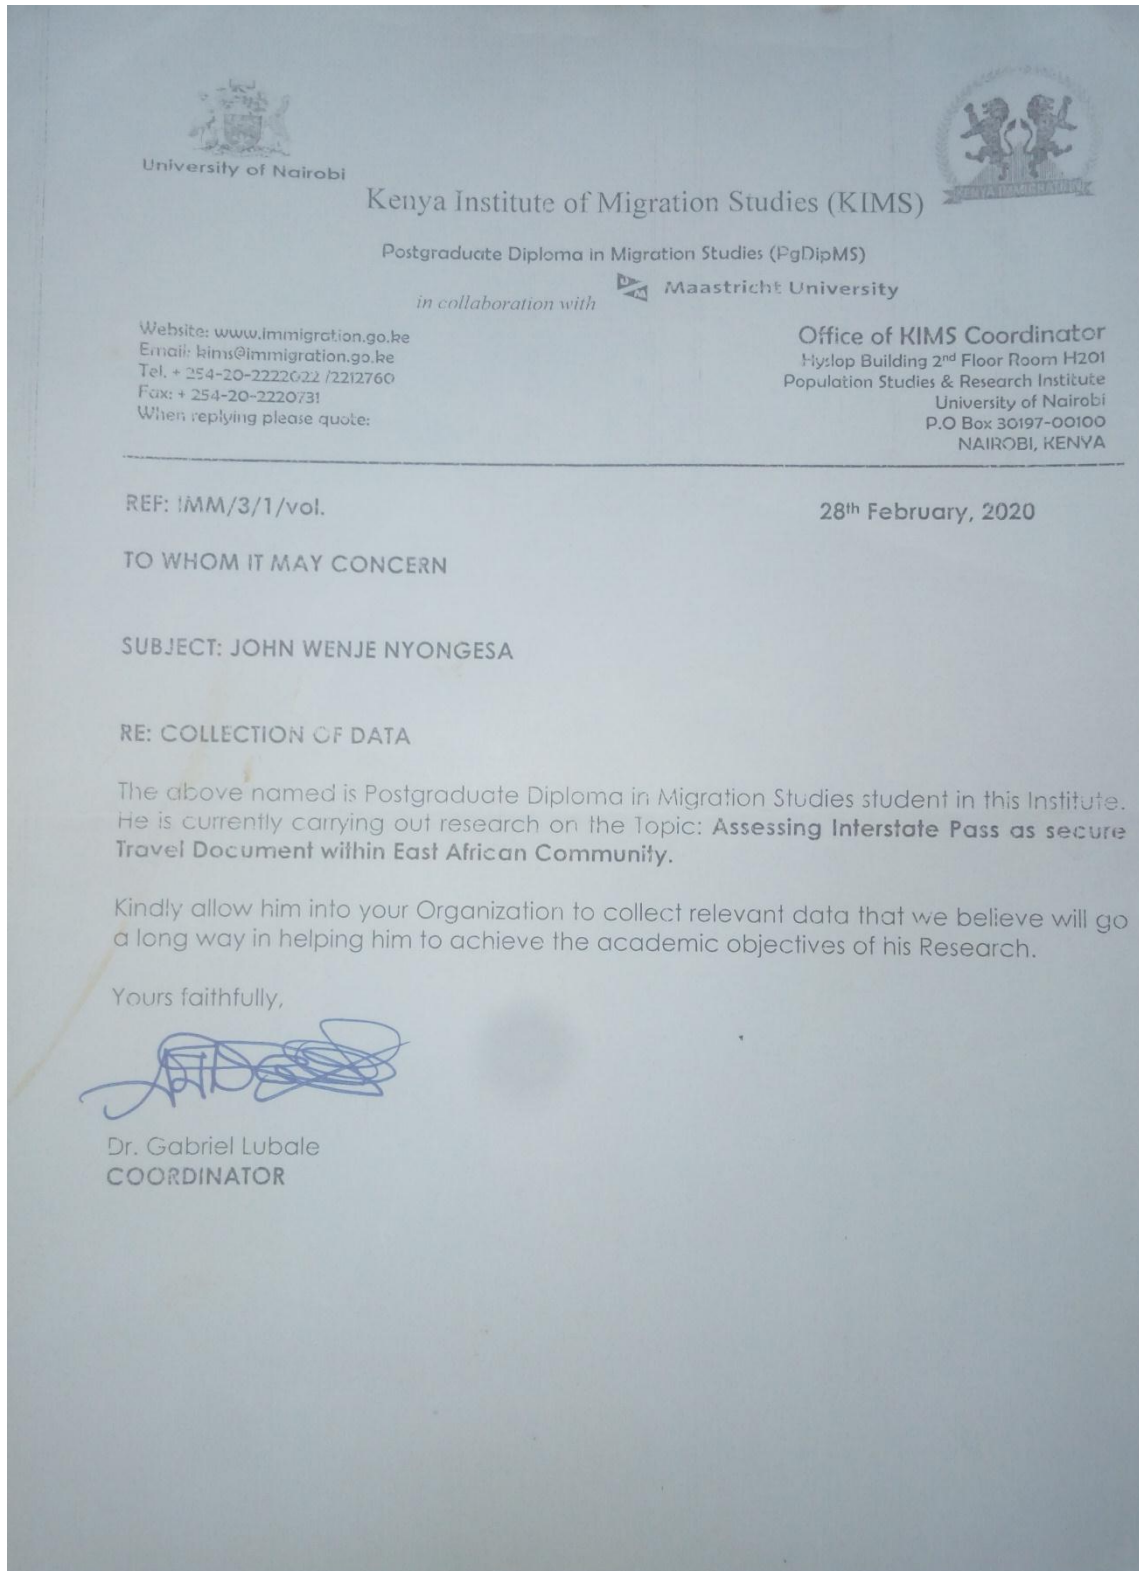 University of Nairobi
KENYA IMMIGRATION
Kenya Institute of Migration Studies (KIMS)
Postgraduate Diploma in Migration Studies (PgDipMS)
in collaboration with Maastricht University
Website: www.immigration.go.ke
Email: kims@immigration.go.ke
Tel. + 254-20-2222022 /2212760
Fax: + 254-20-2220731
When replying please quote:
Office of KIMS Coordinator
Hyslop Building 2nd Floor Room H201
Population Studies & Research Institute
University of Nairobi
P.O Box 30197-00100
NAIROBI, KENYA
REF: IMM/3/1/vol.
28th February, 2020
TO WHOM IT MAY CONCERN
SUBJECT: JOHN WENJE NYONGESA
RE: COLLECTION OF DATA
The above named is Postgraduate Diploma in Migration Studies student in this Institute.
He is currently carrying out research on the Topic: Assessing Interstate Pass as secure
Travel Document within East African Community.
Kindly allow him into your Organization to collect relevant data that we believe will go
a long way in helping him to achieve the academic objectives of his Research.
Yours faithfully,
Dr. Gabriel Lubale
COORDINATOR